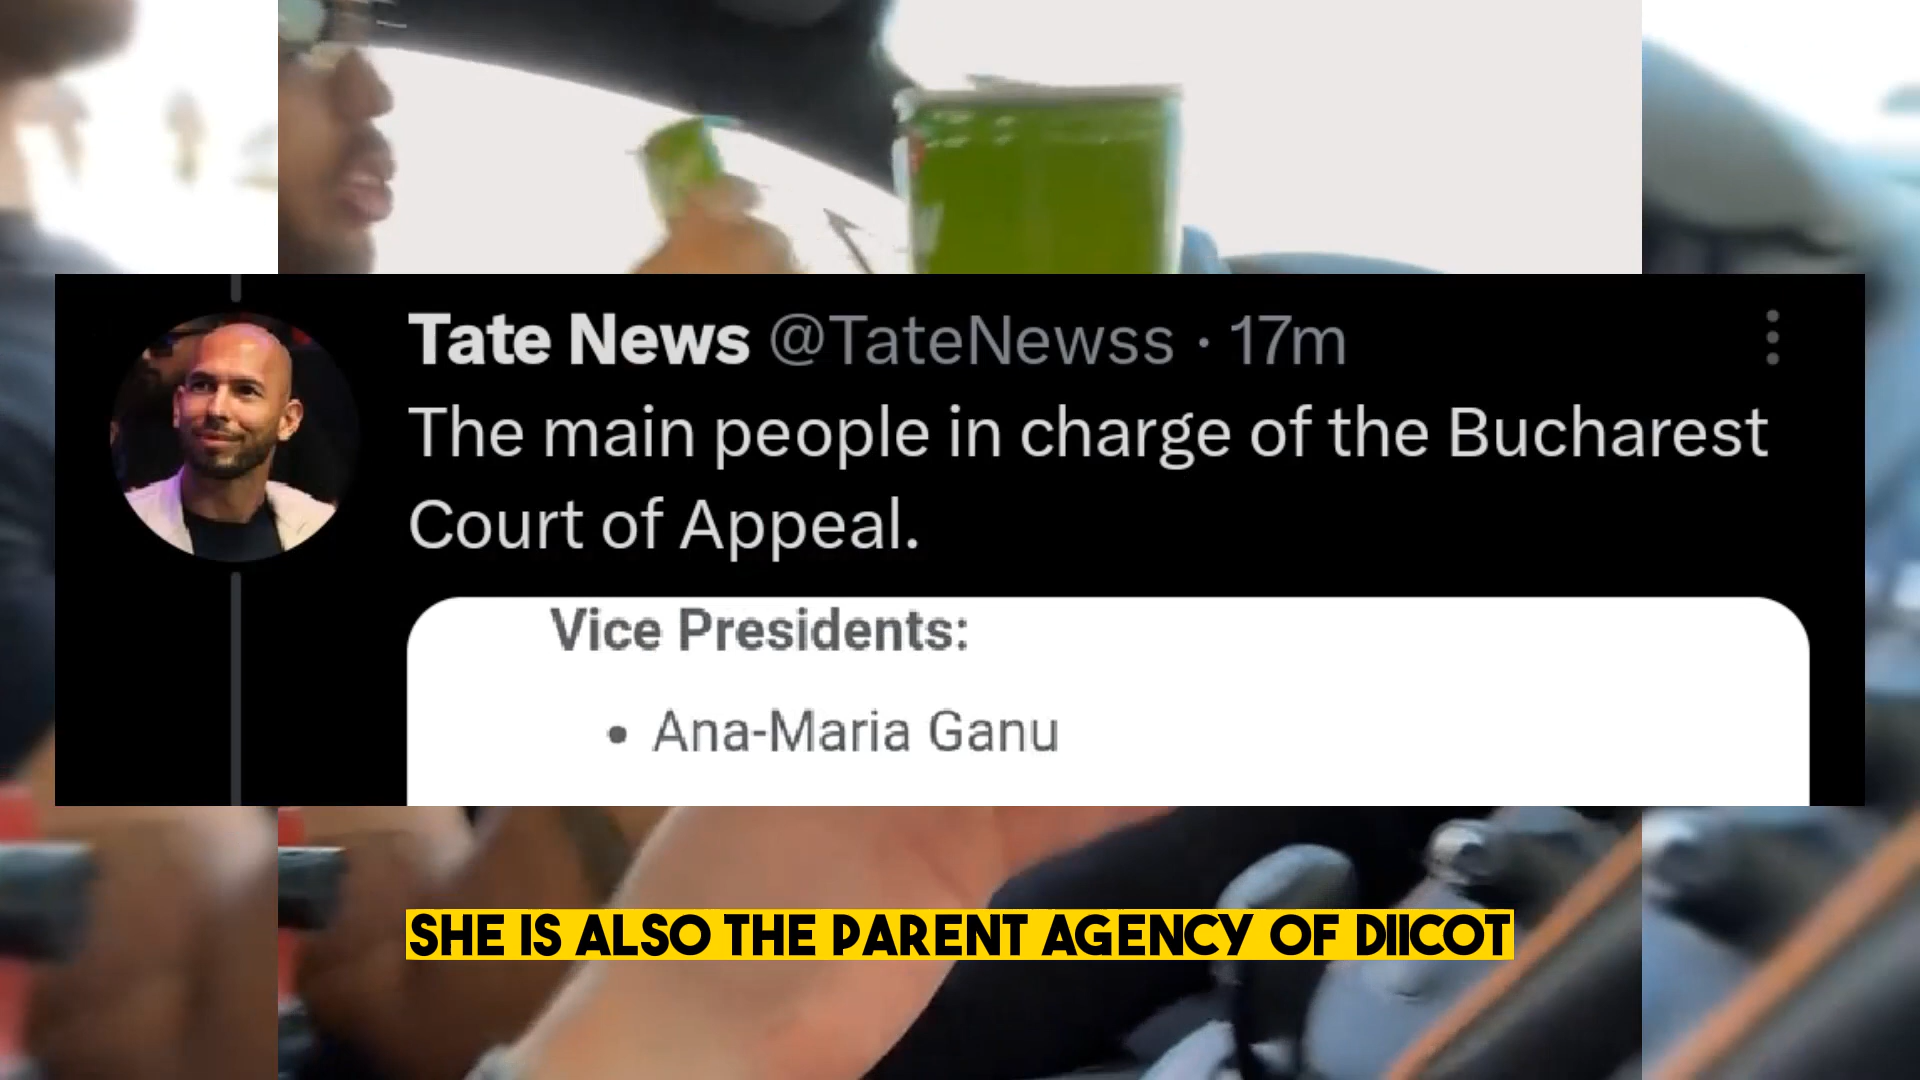 Tate News @TateNewss · 17m
The main people in charge of the Bucharest
Court of Appeal.
Vice Presidents:
• Ana-Maria Ganu
SHE IS ALSO THE PARENT AGENCY OF DIICOT